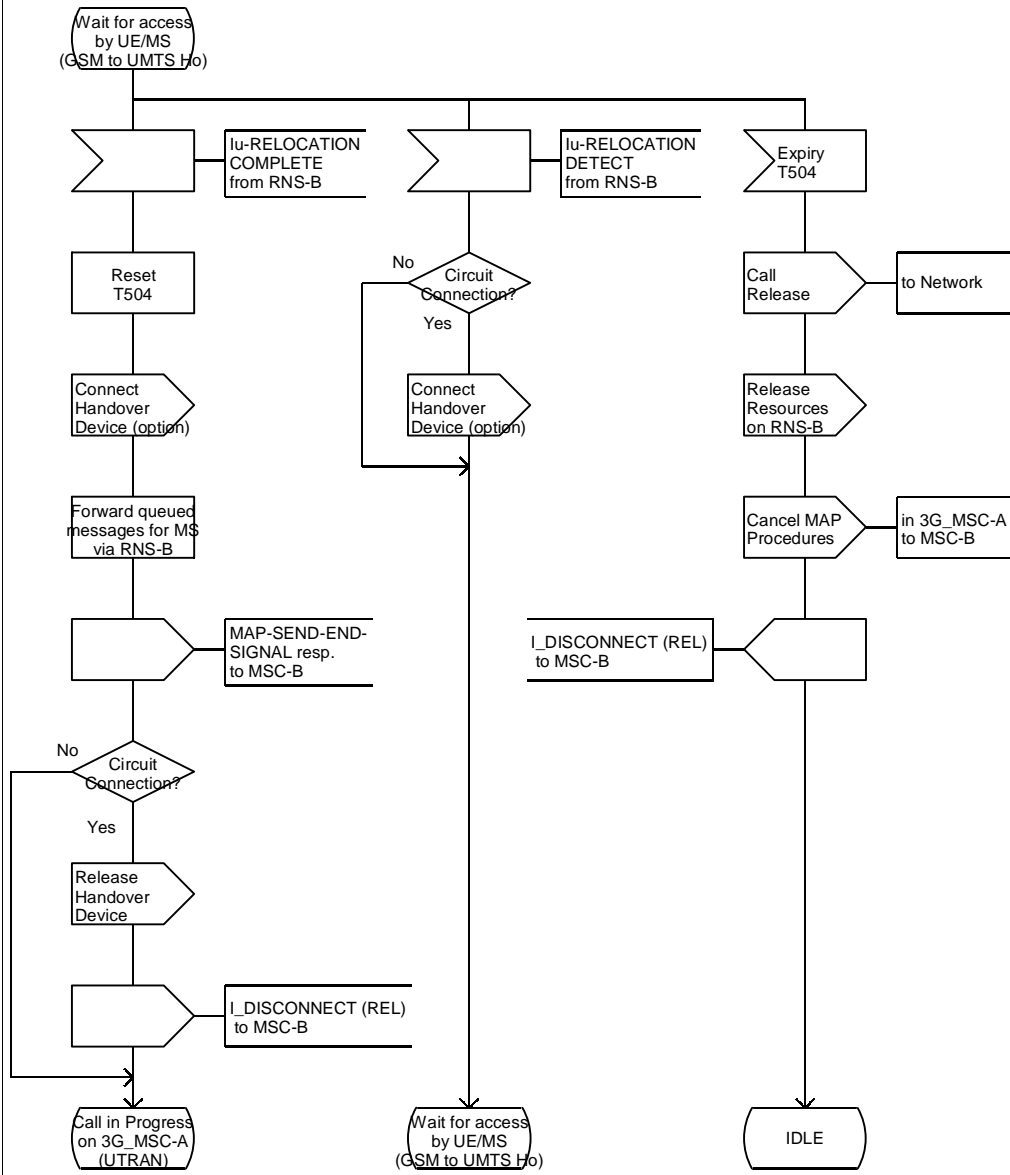 Wait for access
by UE/MS
(GSM to UMTS Ho)
Iu-RELOCATION
COMPLETE
from RNS-B
Iu-RELOCATION
DETECT
from RNS-B
Expiry
T504
Reset
T504
No
Circuit
Connection?
Yes
Call
Release
to Network
Connect
Handover
Device (option)
Connect
Handover
Device (option)
Release
Resources
on RNS-B
Forward queued
messages for MS
via RNS-B
Cancel MAP
Procedures
in 3G_MSC-A
to MSC-B
MAP-SEND-END-
SIGNAL resp.
to MSC-B
I_DISCONNECT (REL)
to MSC-B
No
Circuit
Connection?
Yes
Release
Handover
Device
I_DISCONNECT (REL)
to MSC-B
Call in Progress
on 3G_MSC-A
(UTRAN)
Wait for access
by UE/MS
(GSM to UMTS Ho)
IDLE